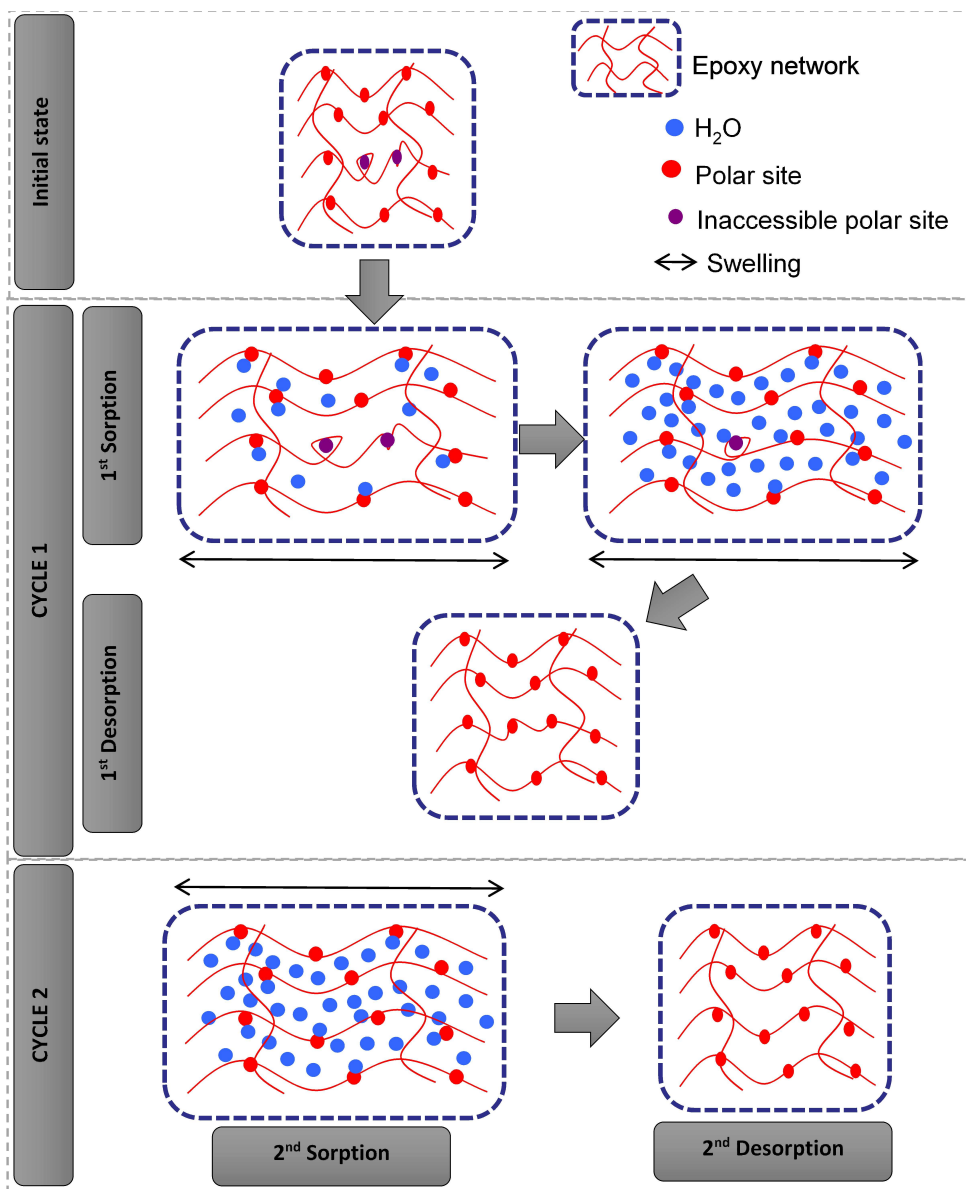 Initial state
Epoxy network
H₂O
Polar site
Inaccessible polar site
Swelling
CYCLE 1
1st Sorption
1st Desorption
CYCLE 2
2nd Sorption
2nd Desorption